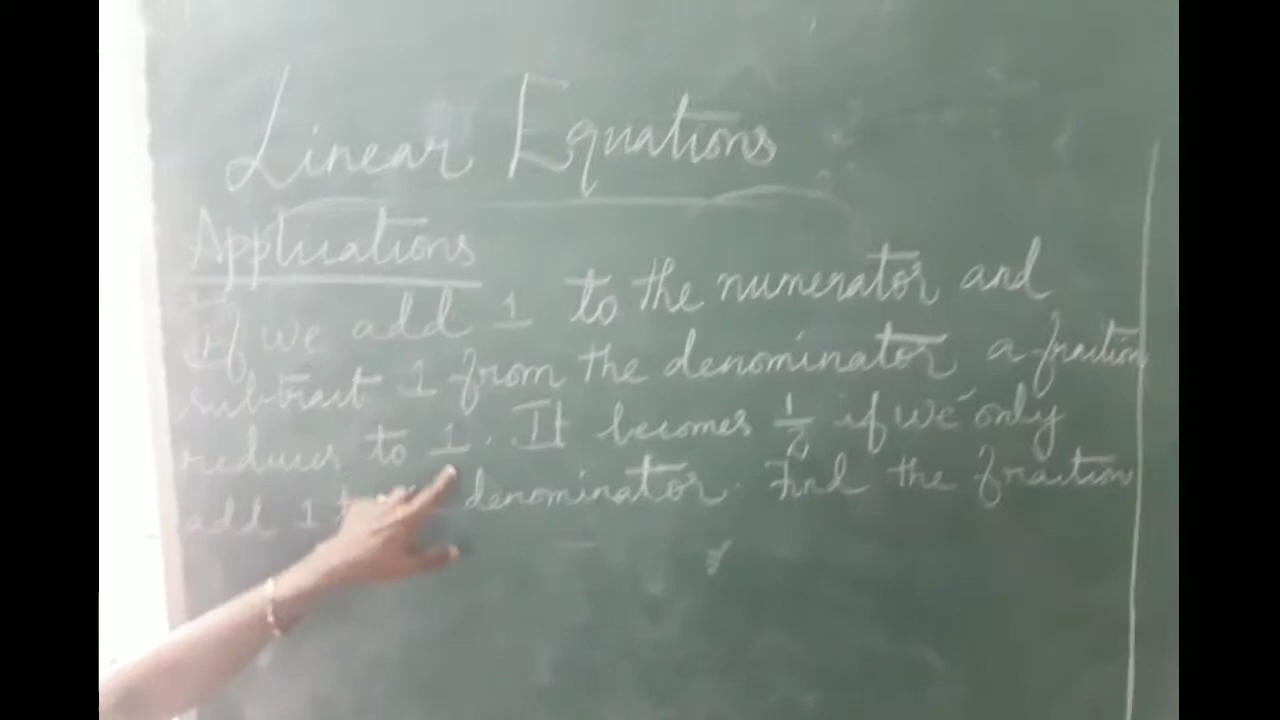 Linear Equations
Applications
If we add 1 to the numerator and
subtract 1 from the denominator a fraction
reduces to 1. It becomes 1/2 if we only
add 1 denominator. Find the fraction